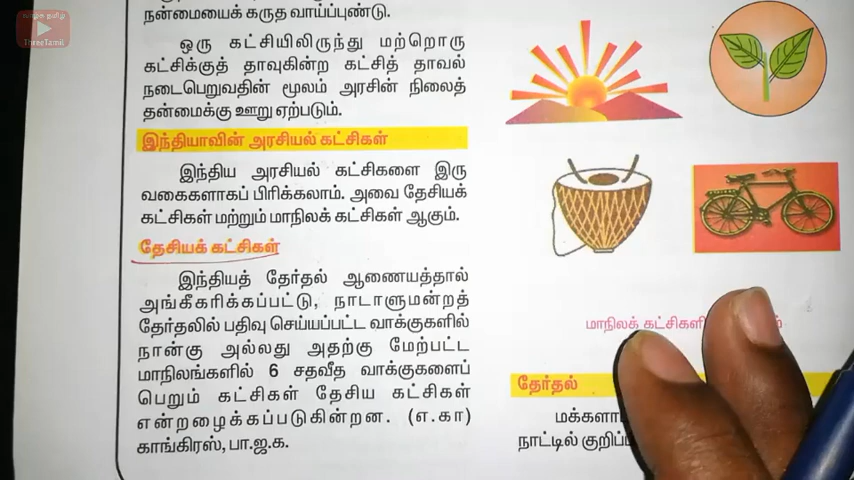 நன்மையைக் கருத வாய்ப்புண்டு.
ஒரு கட்சியிலிருந்து மற்றொரு
கட்சிக்குத் தாவுகின்ற கட்சித் தாவல்
நடைபெறுவதின் மூலம் அரசின் நிலைத்
தன்மைக்கு ஊறு ஏற்படும்.
இந்தியாவின் அரசியல் கட்சிகள்
இந்திய அரசியல் கட்சிகளை இரு
வகைகளாகப் பிரிக்கலாம். அவை தேசியக்
கட்சிகள் மற்றும் மாநிலக் கட்சிகள் ஆகும்.
தேசியக் கட்சிகள்
இந்தியத் தேர்தல் ஆணையத்தால்
அங்கீகரிக்கப்பட்டு, நாடாளுமன்றத்
தேர்தலில் பதிவு செய்யப்பட்ட வாக்குகளில்
நான்கு அல்லது அதற்கு மேற்பட்ட
மாநிலங்களில் 6 சதவீத வாக்குகளைப்
பெறும் கட்சிகள் தேசிய கட்சிகள்
என்றழைக்கப்படுகின்றன. (எ.கா)
காங்கிரஸ், பா.ஜ.க.
மாநிலக்
தேர்தல்
நாட்டில்
TorneTamil